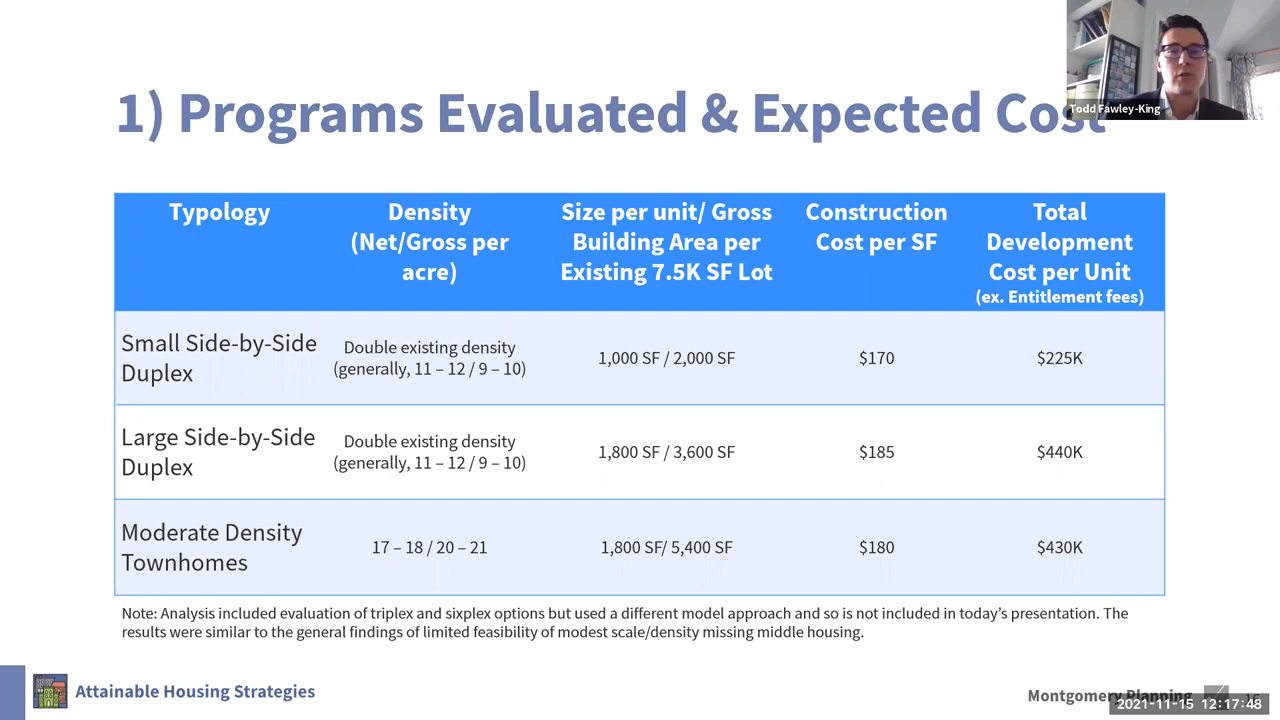 1) Programs Evaluated & Expected Cost
Todd Fawley-King
Typology
Density
(Net/Gross per
acre)
Size per unit/ Gross
Building Area per
Existing 7.5K SF Lot
Construction
Cost per SF
Total
Development
Cost per Unit
(ex. Entitlement fees)
Small Side-by-Side
Duplex
Double existing density
(generally, 11 – 12 / 9 – 10)
1,000 SF / 2,000 SF
$170
$225K
Large Side-by-Side
Duplex
Double existing density
(generally, 11 – 12 / 9 – 10)
1,800 SF / 3,600 SF
$185
$440K
Moderate Density
Townhomes
17 – 18 / 20 – 21
1,800 SF/ 5,400 SF
$180
$430K
Note: Analysis included evaluation of triplex and sixplex options but used a different model approach and so is not included in today’s presentation. The
results were similar to the general findings of limited feasibility of modest scale/density missing middle housing.
Attainable Housing Strategies
Montgomery Planning
2021-11-15 12:17:48